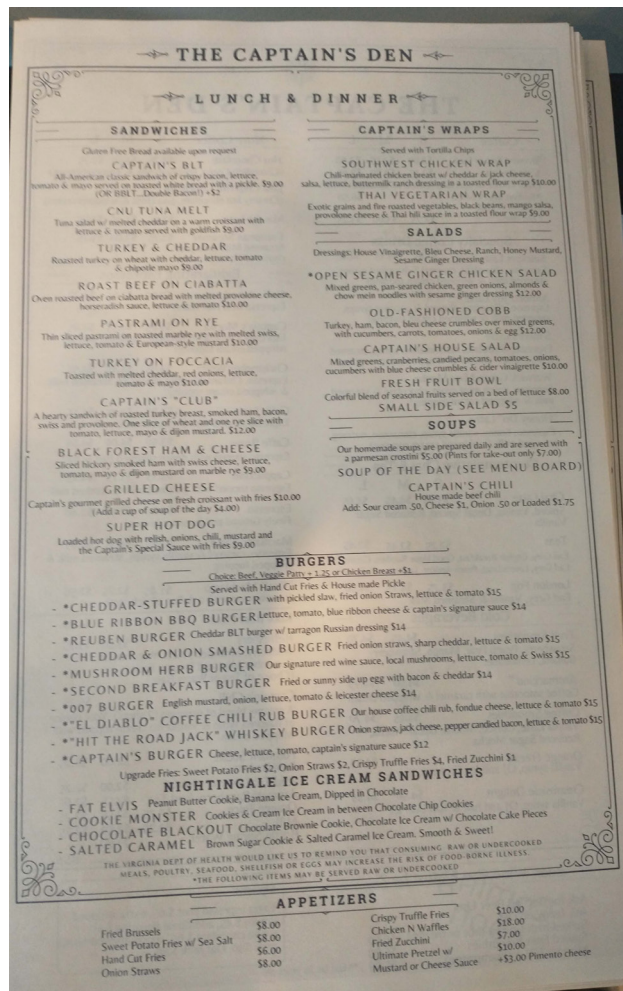 THE CAPTAIN'S DEN
LUNCH & DINNER
SANDWICHES
Gluten Free Bread available upon request
CAPTAIN'S BLT
All-American classic sandwich of crispy bacon, lettuce,
tomato & mayo served on toasted white bread with a pickle. $9.00
(OR BBLT...Double Bacon!) +$2
CNU TUNA MELT
Tuna salad w/ melted cheddar on a warm croissant with
lettuce & tomato served with goldfish $9.00
TURKEY & CHEDDAR
Roasted turkey on wheat with cheddar, lettuce, tomato
& chipotle mayo $9.00
ROAST BEEF ON CIABATTA
Oven roasted beef on ciabatta bread with melted provolone cheese,
horseradish sauce, lettuce & tomato $10.00
PASTRAMI ON RYE
Thin sliced pastrami on toasted marble rye with melted swiss,
lettuce, tomato & European-style mustard $10.00
TURKEY ON FOCCACIA
Toasted with melted cheddar, red onions, lettuce,
tomato & mayo $10.00
CAPTAIN'S "CLUB"
A hearty sandwich of roasted turkey breast, smoked ham, bacon,
swiss and provolone. One slice of wheat and one rye slice with
tomato, lettuce, mayo & dijon mustard. $12.00
BLACK FOREST HAM & CHEESE
Sliced hickory smoked ham with swiss cheese, lettuce,
tomato, mayo & dijon mustard on marble rye $9.00
GRILLED CHEESE
Captain's gourmet grilled cheese on fresh croissant with fries $10.00
(Add a cup of soup of the day $4.00)
SUPER HOT DOG
Loaded hot dog with relish, onions, chili, mustard and
the Captain's Special Sauce with fries $9.00
CAPTAIN'S WRAPS
Served with Tortilla Chips
SOUTHWEST CHICKEN WRAP
Chili-marinated chicken breast w/ cheddar & jack cheese,
salsa, lettuce, buttermilk ranch dressing in a toasted flour wrap $10.00
THAI VEGETARIAN WRAP
Exotic grains and fire roasted vegetables, black beans, mango salsa,
provolone cheese & Thai hili sauce in a toasted flour wrap $9.00
SALADS
Dressings: House Vinaigrette, Bleu Cheese, Ranch, Honey Mustard,
Sesame Ginger Dressing
*OPEN SESAME GINGER CHICKEN SALAD
Mixed greens, pan-seared chicken, green onions, almonds &
chow mein noodles with sesame ginger dressing $12.00
OLD-FASHIONED COBB
Turkey, ham, bacon, bleu cheese crumbles over mixed greens,
with cucumbers, carrots, tomatoes, onions & egg $12.00
CAPTAIN'S HOUSE SALAD
Mixed greens, cranberries, candied pecans, tomatoes, onions,
cucumbers with blue cheese crumbles & cider vinaigrette $10.00
FRESH FRUIT BOWL
Colorful blend of seasonal fruits served on a bed of lettuce $8.00
SMALL SIDE SALAD $5
SOUPS
Our homemade soups are prepared daily and are served with
a parmesan crostini $5.00 (Pints for take-out only $7.00)
SOUP OF THE DAY (SEE MENU BOARD)
CAPTAIN'S CHILI
House made beef chili
Add: Sour cream .50, Cheese $1, Onion .50 or Loaded $1.75
BURGERS
Choice: Beef, Veggie Patty + 1.25 or Chicken Breast +$1
Served with Hand Cut Fries & House made Pickle
- *CHEDDAR-STUFFED BURGER with pickled slaw, fried onion Straws, lettuce & tomato $15
- *BLUE RIBBON BBQ BURGER Lettuce, tomato, blue ribbon cheese & captain's signature sauce $14
- *REUBEN BURGER Cheddar BLT burger w/ tarragon Russian dressing $14
- *CHEDDAR & ONION SMASHED BURGER Fried onion straws, sharp cheddar, lettuce & tomato $15
- *MUSHROOM HERB BURGER Our signature red wine sauce, local mushrooms, lettuce, tomato & Swiss $15
- *SECOND BREAKFAST BURGER Fried or sunny side up egg with bacon & cheddar $14
- *007 BURGER English mustard, onion, lettuce, tomato & leicester cheese $14
- *"EL DIABLO" COFFEE CHILI RUB BURGER Our house coffee chili rub, fondue cheese, lettuce & tomato $15
- *"HIT THE ROAD JACK" WHISKEY BURGER Onion straws, jack cheese, pepper candied bacon, lettuce & tomato $15
- *CAPTAIN'S BURGER Cheese, lettuce, tomato, captain's signature sauce $12
Upgrade Fries: Sweet Potato Fries $2, Onion Straws $2, Crispy Truffle Fries $4, Fried Zucchini $1
NIGHTINGALE ICE CREAM SANDWICHES
- FAT ELVIS Peanut Butter Cookie, Banana Ice Cream, Dipped in Chocolate
- COOKIE MONSTER Cookies & Cream Ice Cream in between Chocolate Chip Cookies
- CHOCOLATE BLACKOUT Chocolate Brownie Cookie, Chocolate Ice Cream w/ Chocolate Cake Pieces
- SALTED CARAMEL Brown Sugar Cookie & Salted Caramel Ice Cream. Smooth & Sweet!
THE VIRGINIA DEPT OF HEALTH WOULD LIKE US TO REMIND YOU THAT CONSUMING RAW OR UNDERCOOKED
MEALS, POULTRY, SEAFOOD, SHELLFISH OR EGGS MAY INCREASE THE RISK OF FOOD-BORNE ILLNESS.
*THE FOLLOWING ITEMS MAY BE SERVED RAW OR UNDERCOOKED
APPETIZERS
Fried Brussels $8.00
Sweet Potato Fries w/ Sea Salt $8.00
Hand Cut Fries $6.00
Onion Straws $8.00
Crispy Truffle Fries $10.00
Chicken N Waffles $18.00
Fried Zucchini $7.00
Ultimate Pretzel w/ $10.00
Mustard or Cheese Sauce +$3.00 Pimento cheese